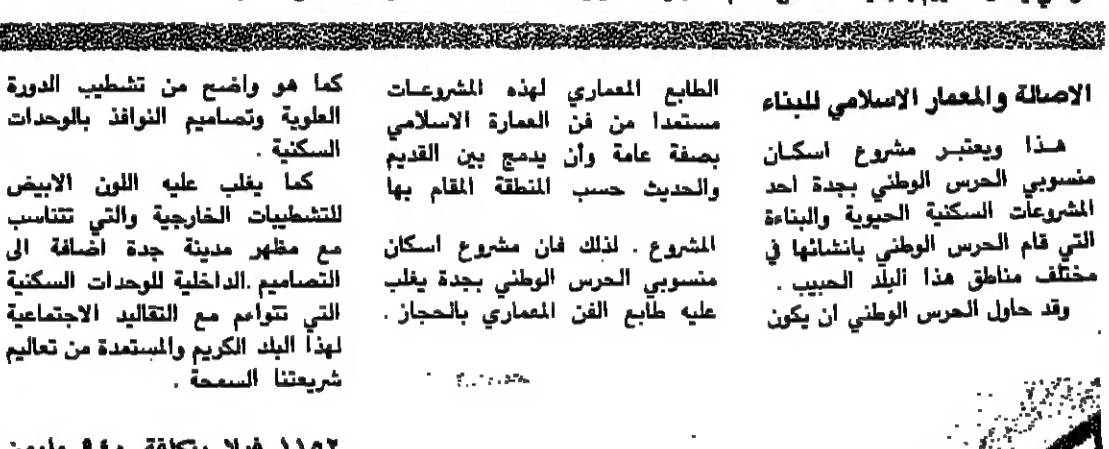 الاصالة والمعمار الاسلامي للبناء
هـذا ويعتبـر مشروع اسكـان
منسوبي الحرس الوطني بجدة احد
المشروعات السكنية الحيوية والبناءة
التي قام الحرس الوطني بانشائها في
مختلف مناطق هذا البلد الحبيب .
وقد حاول الحرس الوطني ان يكون
الطابع المعماري لهذه المشروعـات
مستمدا من فن العمارة الاسلامي
بصفة عامة وأن يدمج بين القديم
والحديث حسب المنطقة المقام بها
المشروع . لذلك فان مشروع اسكان
منسوبي الحرس الوطني بجدة يغلب
عليه طابع الفن المعماري بالحجاز .
كما هو واضح من تشطيب الدورة
العلوية وتصاميم النوافذ بالوحدات
السكنية .
كما يغلب عليه اللون الابيض
للتشطيبات الخارجية والتي تتناسب
مع مظهر مدينة جدة اضافة الى
التصاميم .الداخلية للوحدات السكنية
التي تتواءم مع التقاليد الاجتماعية
لهذا البلد الكريم والمستمدة من تعاليم
شريعتنا السمحة .